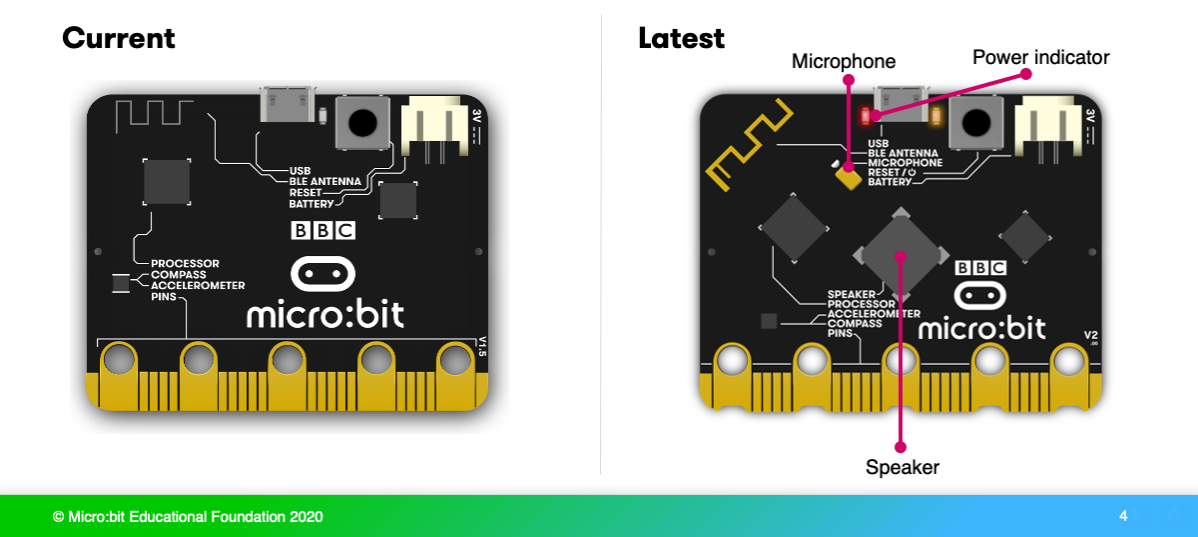 Current
3V
USB
BLE ANTENNA
RESET
BATTERY
BBC
PROCESSOR
COMPASS
ACCELEROMETER
PINS
micro:bit
V1.5
Latest
Microphone
Power indicator
3V
USB
BLE ANTENNA
MICROPHONE
RESET /
BATTERY
BBC
SPEAKER
PROCESSOR
ACCELEROMETER
COMPASS
PINS
micro:bit
V2
.00
Speaker
© Micro:bit Educational Foundation 2020
4